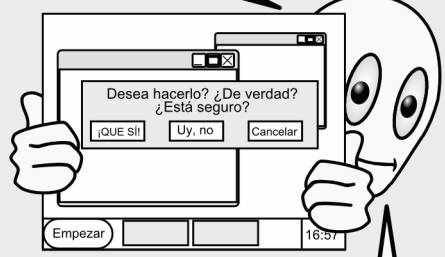 Desea hacerlo? ¿De verdad?
¿Está seguro?
¡QUE SÍ!
Uy, no
Cancelar
Empezar
16:57